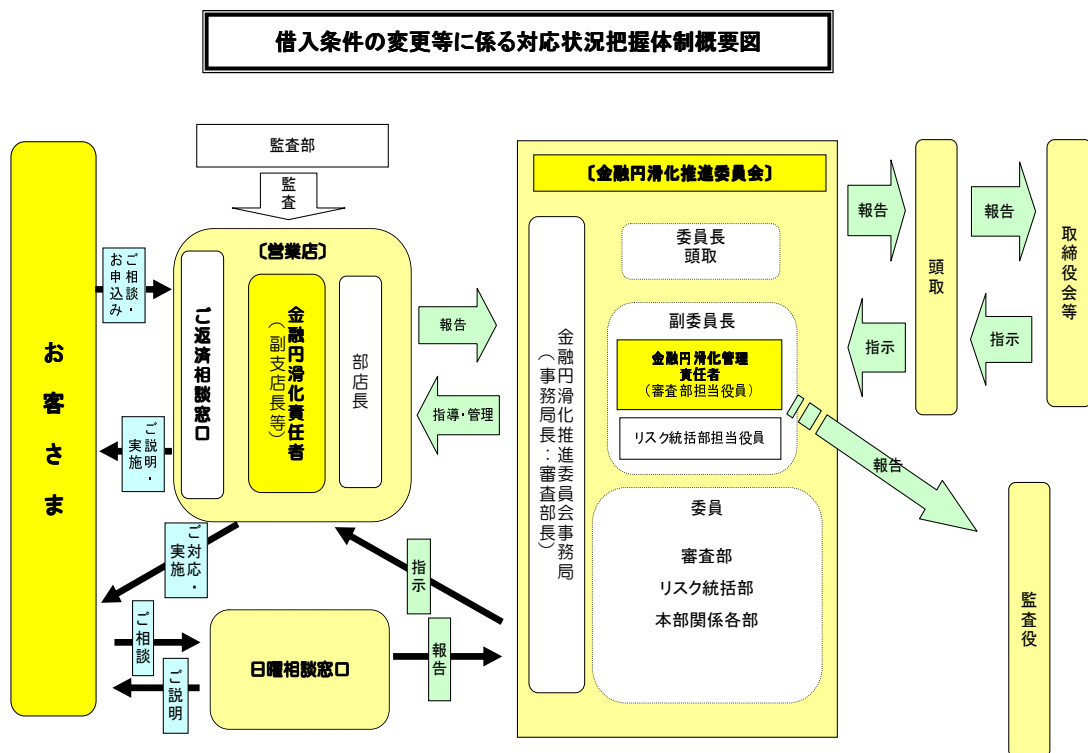 借入条件の変更等に係る対応状況把握体制概要図
監査部
監査
お客さま
ご相談・
お申込み
ご説明・
実施
ご対応・
実施
ご相談
ご説明
〔営業店〕
ご返済相談窓口
金融円滑化責任者
（副支店長等）
部店長
報告
指導・管理
指示
日曜相談窓口
報告
〔金融円滑化推進委員会〕
金融円滑化推進委員会事務局
（事務局長：審査部長）
委員長
頭取
副委員長
金融円滑化管理
責任者
（審査部担当役員）
リスク統括部担当役員
委員
審査部
リスク統括部
本部関係各部
報告
指示
頭取
報告
指示
取締役会等
報告
監査役